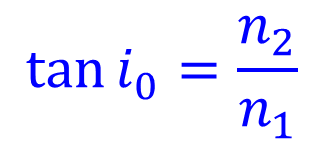 tan i₀ = n₂/n₁